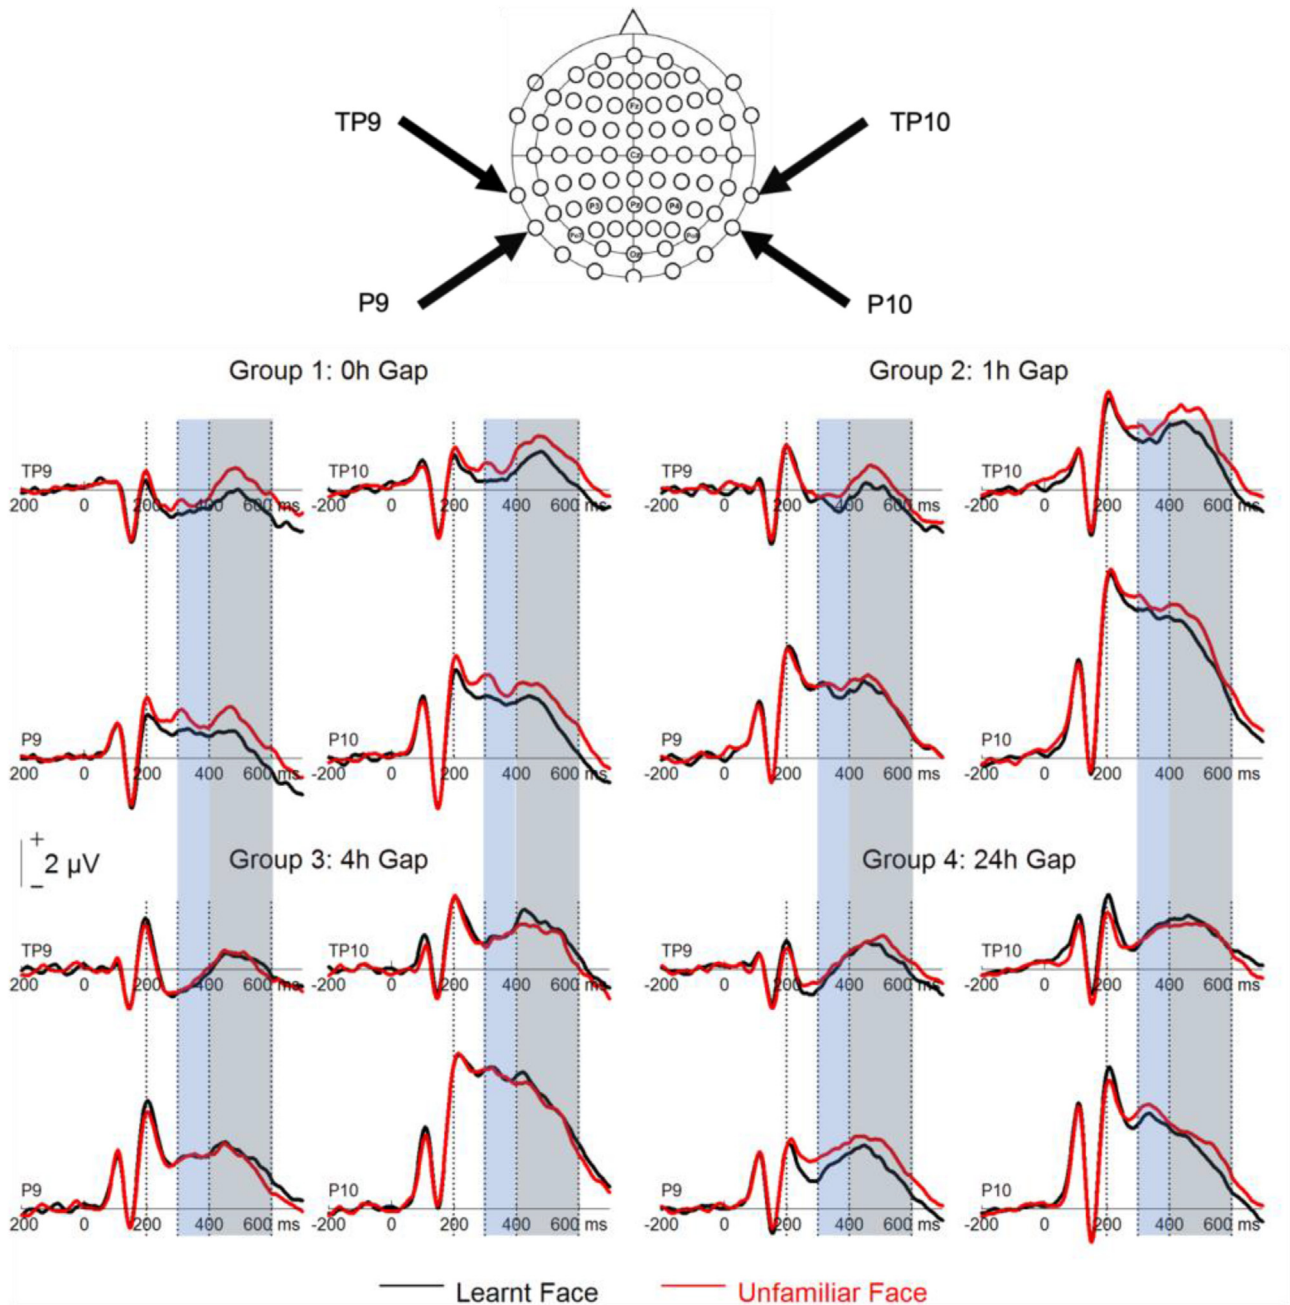 TP9 TP10
Fz
Cz
P3 Pz P4
Oz
P9 P10
Group 1: 0h Gap Group 2: 1h Gap
TP9 TP10 TP9 TP10
200 0 200 400 600 ms -200 0 200 400 600 ms -200 0 200 400 600 ms -200 0 200 400 600 ms
P9 P10 P9 P10
200 0 200 400 600 ms -200 0 200 400 600 ms -200 0 200 400 600 ms -200 0 200 400 600 ms
+
2 µV
−
Group 3: 4h Gap Group 4: 24h Gap
TP9 TP10 TP9 TP10
200 0 200 400 600 ms -200 0 200 400 600 ms -200 0 200 400 600 ms -200 0 200 400 600 ms
P9 P10 P9 P10
200 0 200 400 600 ms -200 0 200 400 600 ms -200 0 200 400 600 ms -200 0 200 400 600 ms
Learnt Face Unfamiliar Face